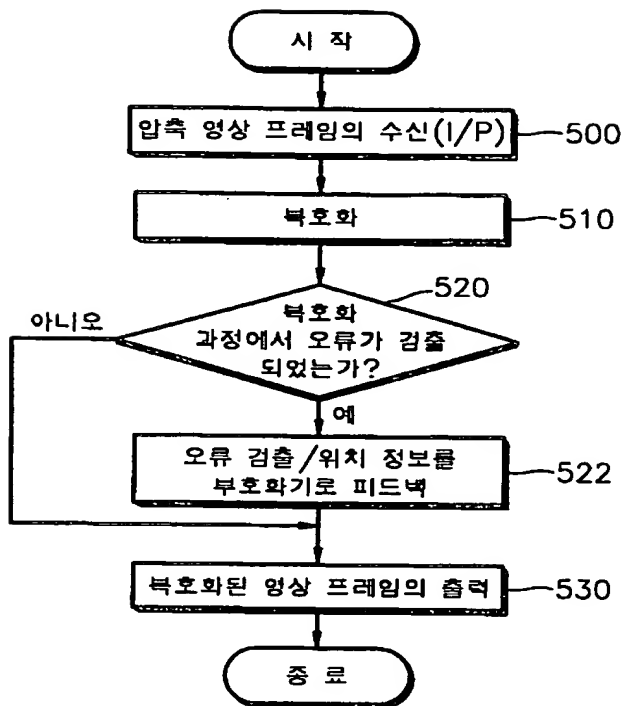 시 작
압축 영상 프레임의 수신(I/P)
500
복호화
510
520
복호화
과정에서 오류가 검출
되었는가?
아니오
예
오류 검출/위치 정보를
부호화기로 피드백
522
복호화된 영상 프레임의 출력
530
종 료